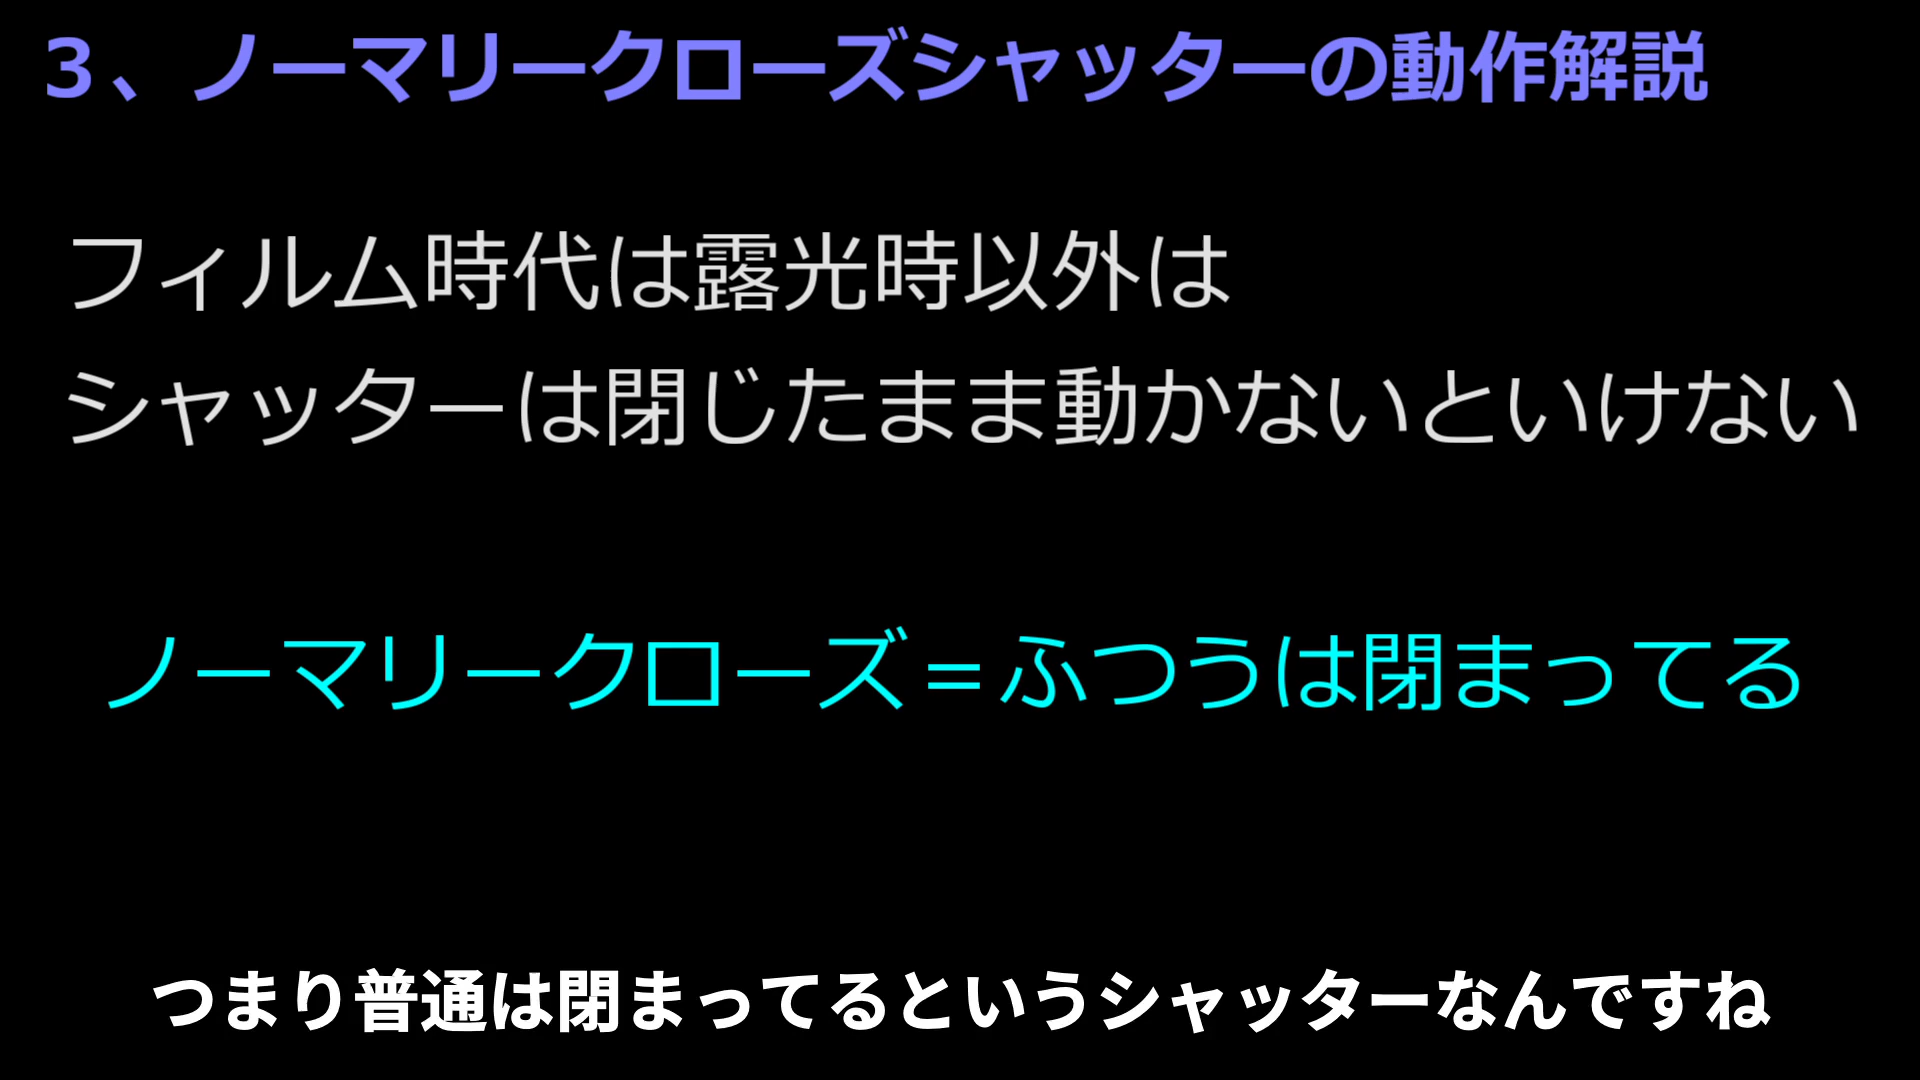 ３、ノーマリークローズシャッターの動作解説
フィルム時代は露光時以外は
シャッターは閉じたまま動かないといけない
ノーマリークローズ＝ふつうは閉まってる
つまり普通は閉まってるというシャッターなんですね